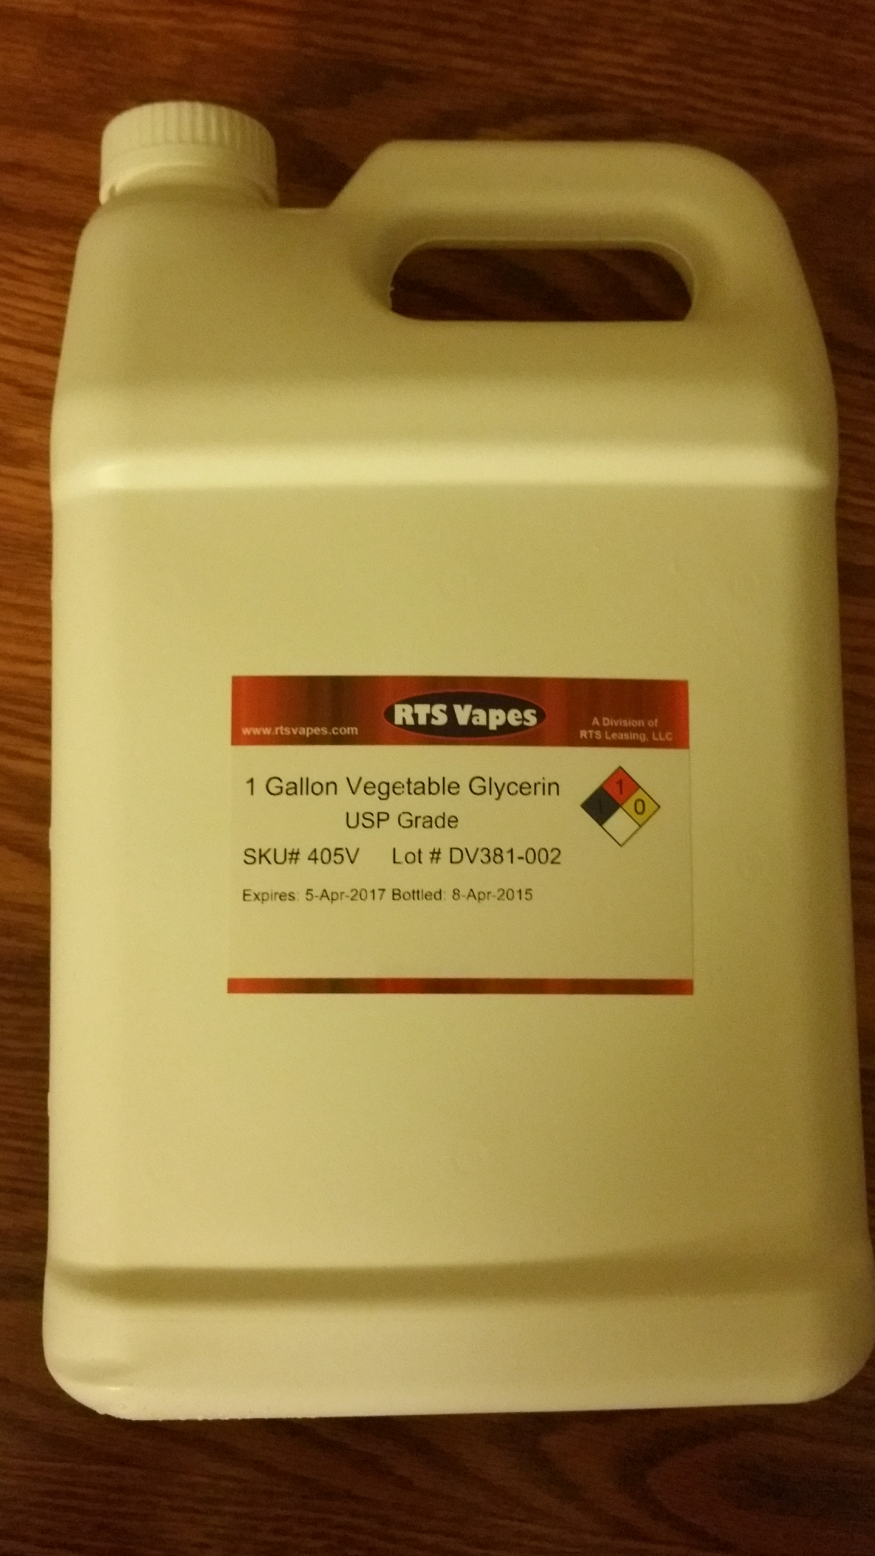 RTS Vapes
www.rtsvapes.com
A Division of
RTS Leasing, LLC
1 Gallon Vegetable Glycerin
USP Grade
1
1 0
SKU# 405V Lot # DV381-002
Expires: 5-Apr-2017 Bottled: 8-Apr-2015